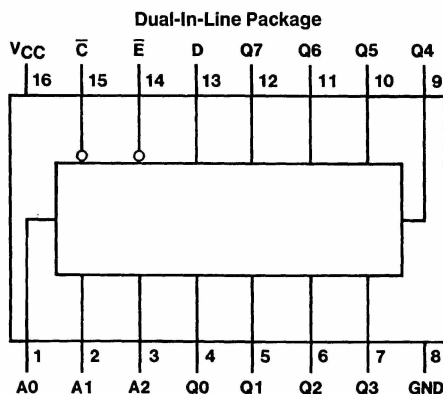 Dual-In-Line Package
VCC C̅ E̅ D Q7 Q6 Q5 Q4
16 15 14 13 12 11 10 9
1 2 3 4 5 6 7 8
A0 A1 A2 Q0 Q1 Q2 Q3 GND